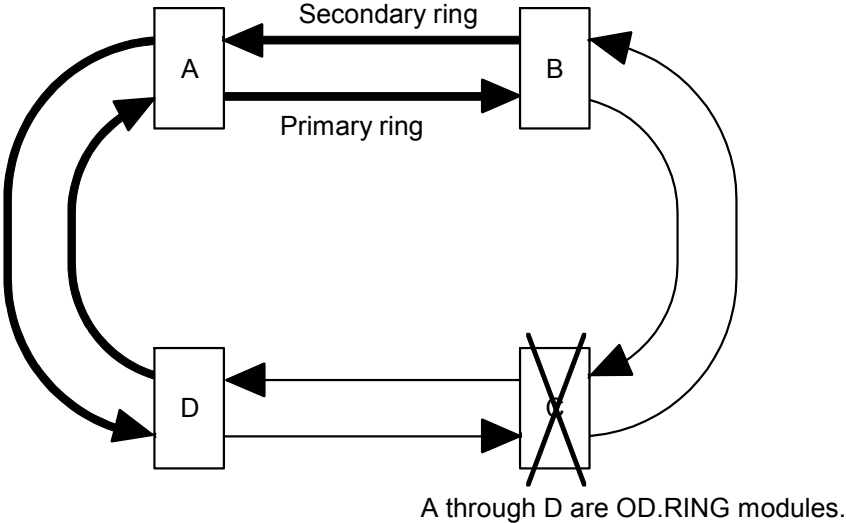 Secondary ring
A
B
Primary ring
D
C
A through D are OD.RING modules.